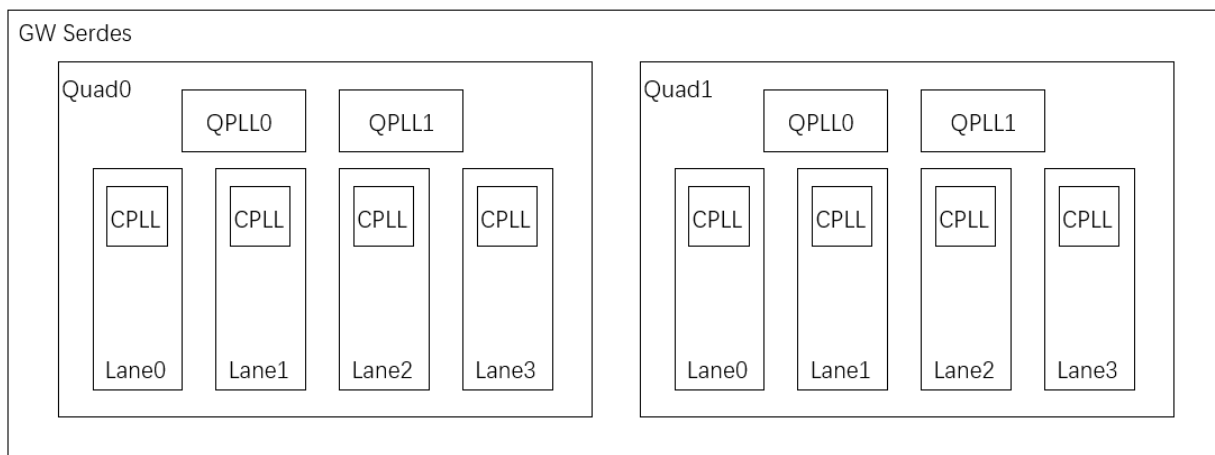 GW Serdes
Quad0
QPLL0
QPLL1
CPLL
CPLL
CPLL
CPLL
Lane0
Lane1
Lane2
Lane3
Quad1
QPLL0
QPLL1
CPLL
CPLL
CPLL
CPLL
Lane0
Lane1
Lane2
Lane3